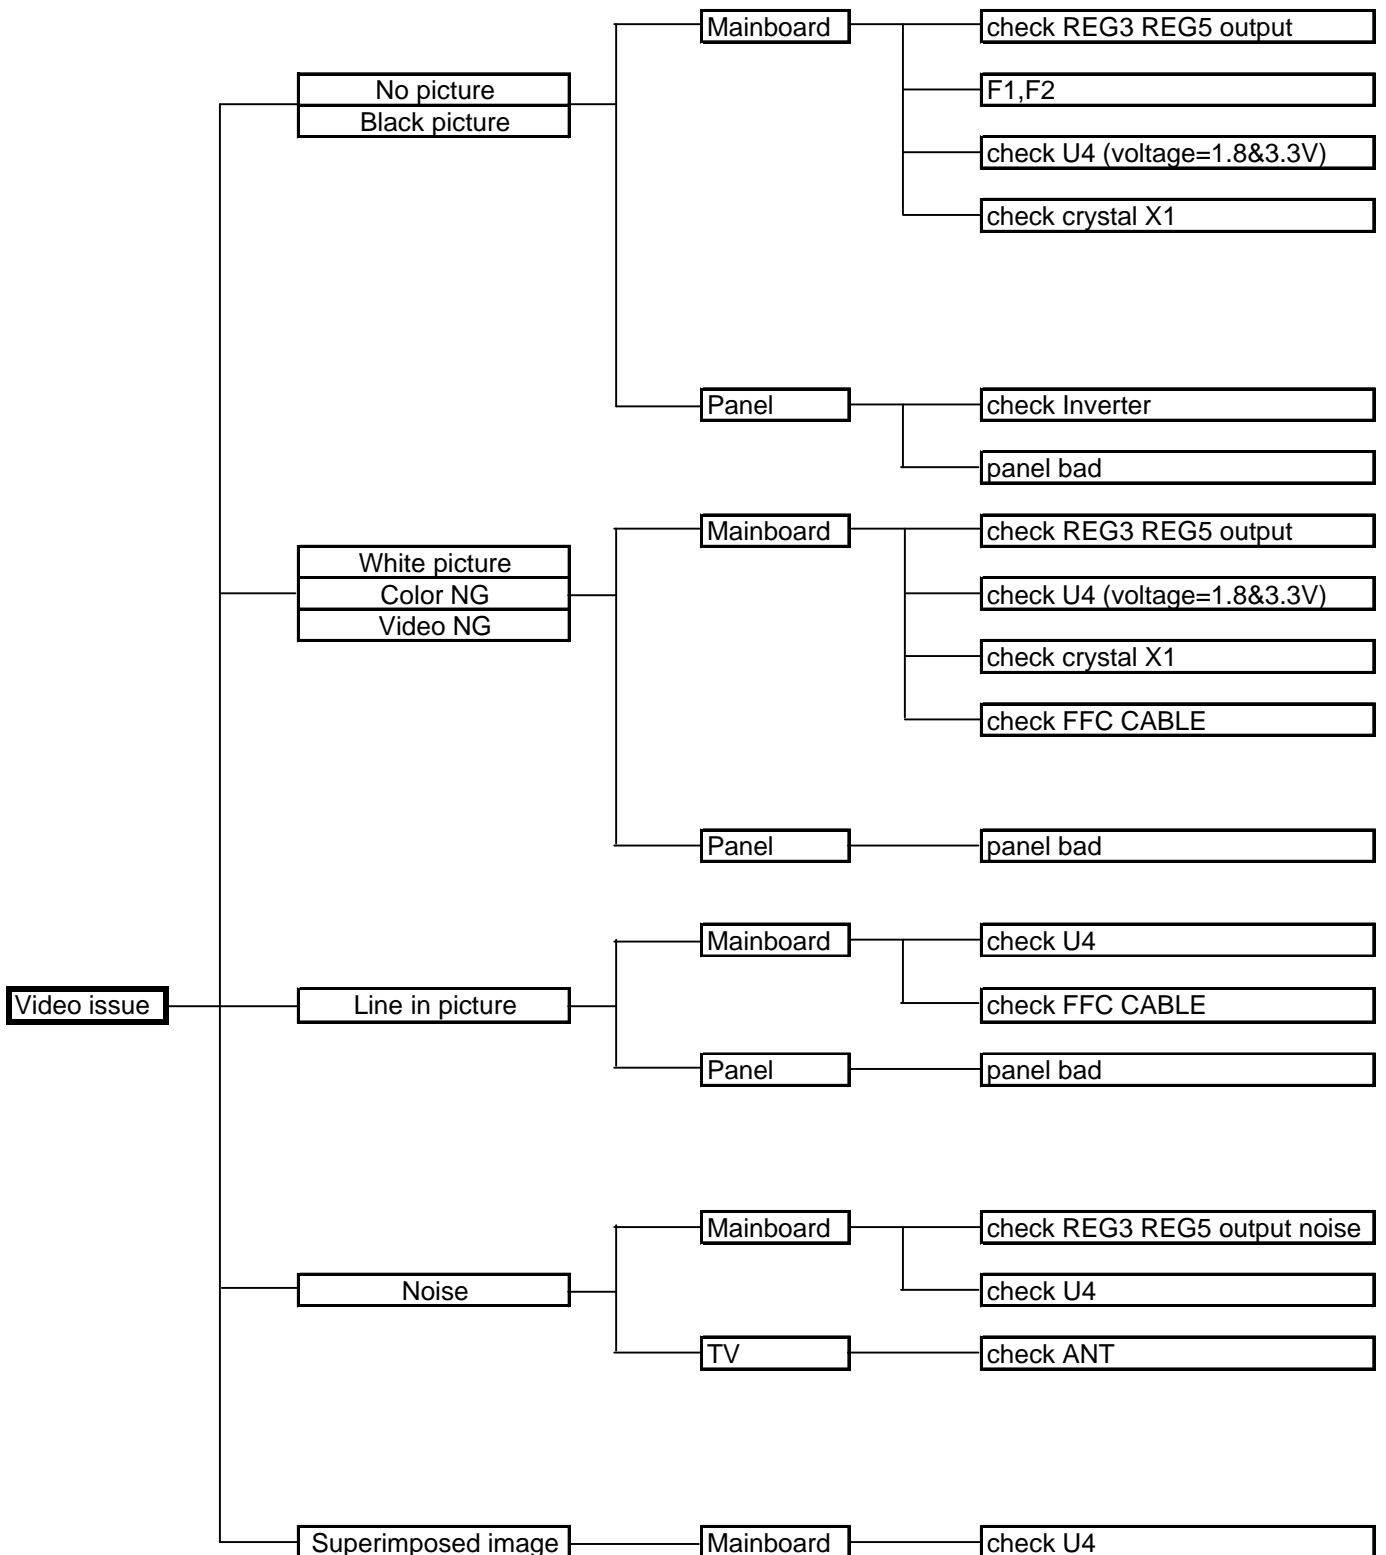 Video issue
No picture
Black picture
Mainboard
check REG3 REG5 output
F1,F2
check U4 (voltage=1.8&3.3V)
check crystal X1
Panel
check Inverter
panel bad
White picture
Color NG
Video NG
Mainboard
check REG3 REG5 output
check U4 (voltage=1.8&3.3V)
check crystal X1
check FFC CABLE
Panel
panel bad
Line in picture
Mainboard
check U4
check FFC CABLE
Panel
panel bad
Noise
Mainboard
check REG3 REG5 output noise
check U4
TV
check ANT
Superimposed image
Mainboard
check U4